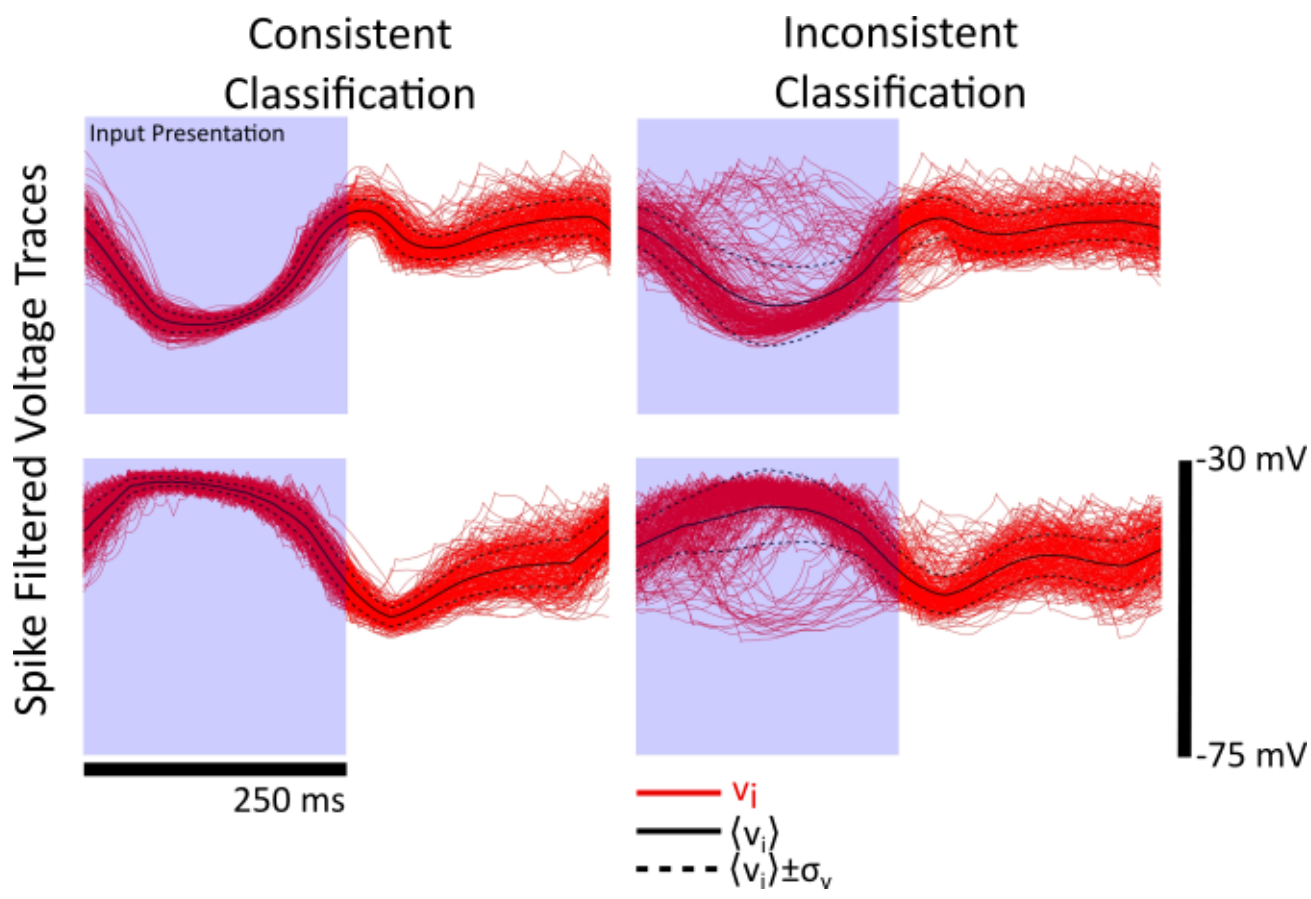 Consistent
Classification
Inconsistent
Classification
Input Presentation
Spike Filtered Voltage Traces
-30 mV
-75 mV
250 ms
vᵢ
⟨vᵢ⟩
⟨vᵢ⟩±σᵥ